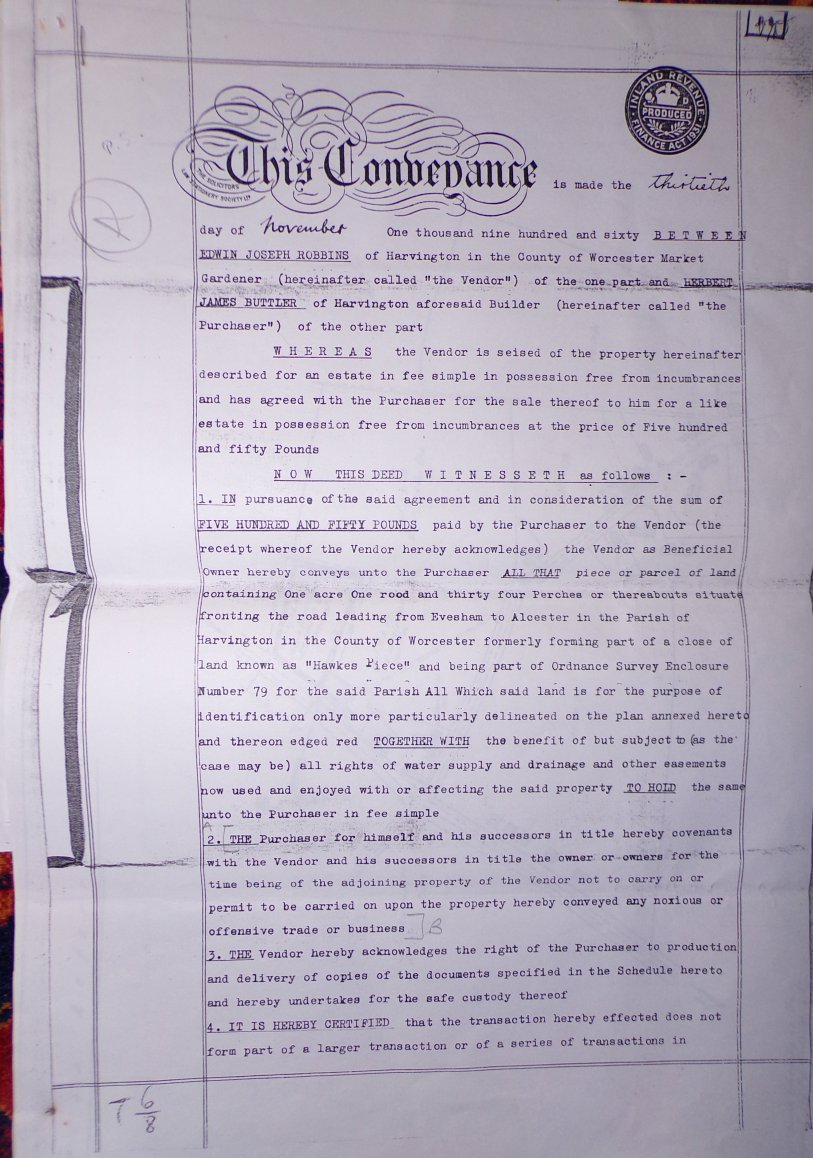 INLAND REVENUE
PRODUCED
FINANCE ACT 1931
This Conveyance is made the thirtieth
THE SOLICITORS'
LAW STATIONERY SOCIETY LTD
day of November One thousand nine hundred and sixty B E T W E E N
EDWIN JOSEPH ROBBINS of Harvington in the County of Worcester Market
Gardener (hereinafter called "the Vendor") of the one part and HERBERT
JAMES BUTTLER of Harvington aforesaid Builder (hereinafter called "the
Purchaser") of the other part
W H E R E A S the Vendor is seised of the property hereinafter
described for an estate in fee simple in possession free from incumbrances
and has agreed with the Purchaser for the sale thereof to him for a like
estate in possession free from incumbrances at the price of Five hundred
and fifty Pounds
N O W THIS DEED W I T N E S S E T H as follows : -
1. IN pursuance of the said agreement and in consideration of the sum of
FIVE HUNDRED AND FIFTY POUNDS paid by the Purchaser to the Vendor (the
receipt whereof the Vendor hereby acknowledges) the Vendor as Beneficial
Owner hereby conveys unto the Purchaser ALL THAT piece or parcel of land
containing One acre One rood and thirty four Perches or thereabouts situate
fronting the road leading from Evesham to Alcester in the Parish of
Harvington in the County of Worcester formerly forming part of a close of
land known as "Hawkes Piece" and being part of Ordnance Survey Enclosure
Number 79 for the said Parish All Which said land is for the purpose of
identification only more particularly delineated on the plan annexed hereto
and thereon edged red TOGETHER WITH the benefit of but subject to (as the
case may be) all rights of water supply and drainage and other easements
now used and enjoyed with or affecting the said property TO HOLD the same
unto the Purchaser in fee simple
2. [THE Purchaser for himself and his successors in title hereby covenants
with the Vendor and his successors in title the owner or owners for the
time being of the adjoining property of the Vendor not to carry on or
permit to be carried on upon the property hereby conveyed any noxious or
offensive trade or business ] B
3. THE Vendor hereby acknowledges the right of the Purchaser to production
and delivery of copies of the documents specified in the Schedule hereto
and hereby undertakes for the safe custody thereof
4. IT IS HEREBY CERTIFIED that the transaction hereby effected does not
form part of a larger transaction or of a series of transactions in
6
8